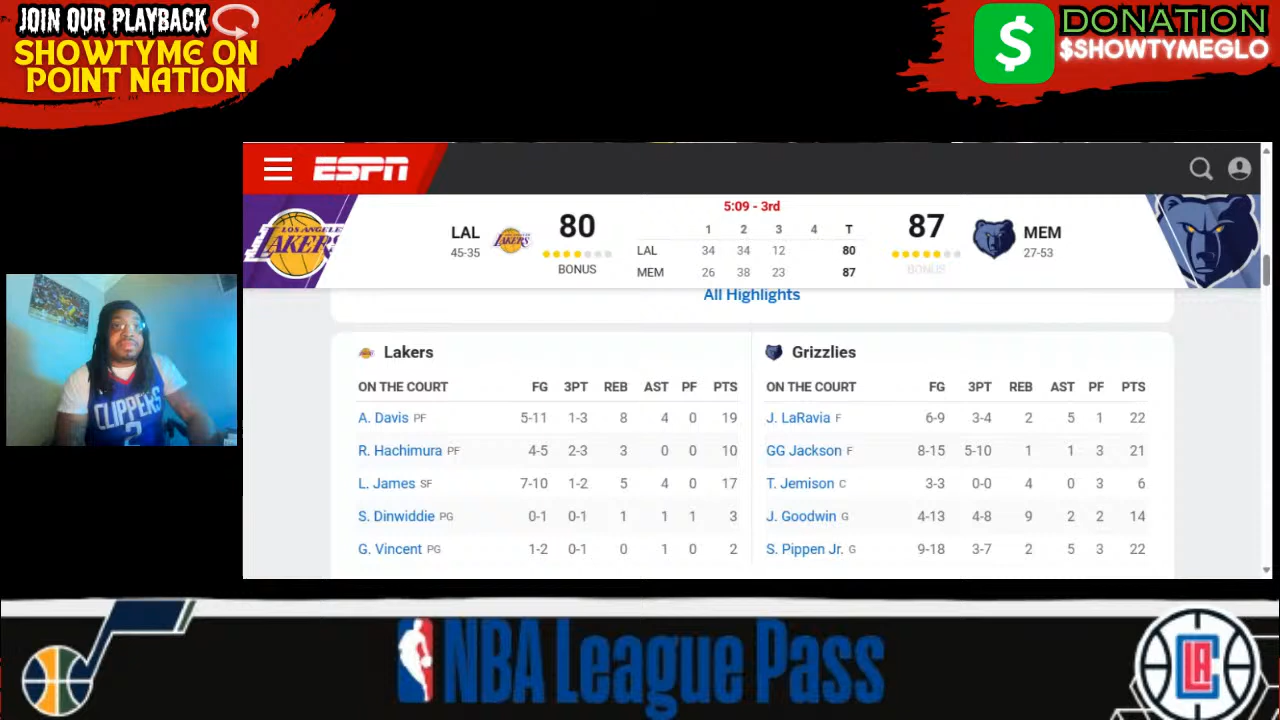 JOIN OUR PLAYBACK
SHOWTYME ON
POINT NATION
DONATION
$SHOWTYMEGLO
$
ESPN
LOS ANGELES
LAKERS
LAL
45-35
LAKERS
80
BONUS
5:09 - 3rd
1 2 3 4 T
LAL 34 34 12 80
MEM 26 38 23 87
87
BONUS
MEM
27-53
All Highlights
Lakers
ON THE COURT FG 3PT REB AST PF PTS
A. Davis PF 5-11 1-3 8 4 0 19
R. Hachimura PF 4-5 2-3 3 0 0 10
L. James SF 7-10 1-2 5 4 0 17
S. Dinwiddie PG 0-1 0-1 1 1 1 3
G. Vincent PG 1-2 0-1 0 1 0 2
Grizzlies
ON THE COURT FG 3PT REB AST PF PTS
J. LaRavia F 6-9 3-4 2 5 1 22
GG Jackson F 8-15 5-10 1 1 3 21
T. Jemison C 3-3 0-0 4 0 3 6
J. Goodwin G 4-13 4-8 9 2 2 14
S. Pippen Jr. G 9-18 3-7 2 5 3 22
CLIPPERS
2
NBA League Pass
LAC